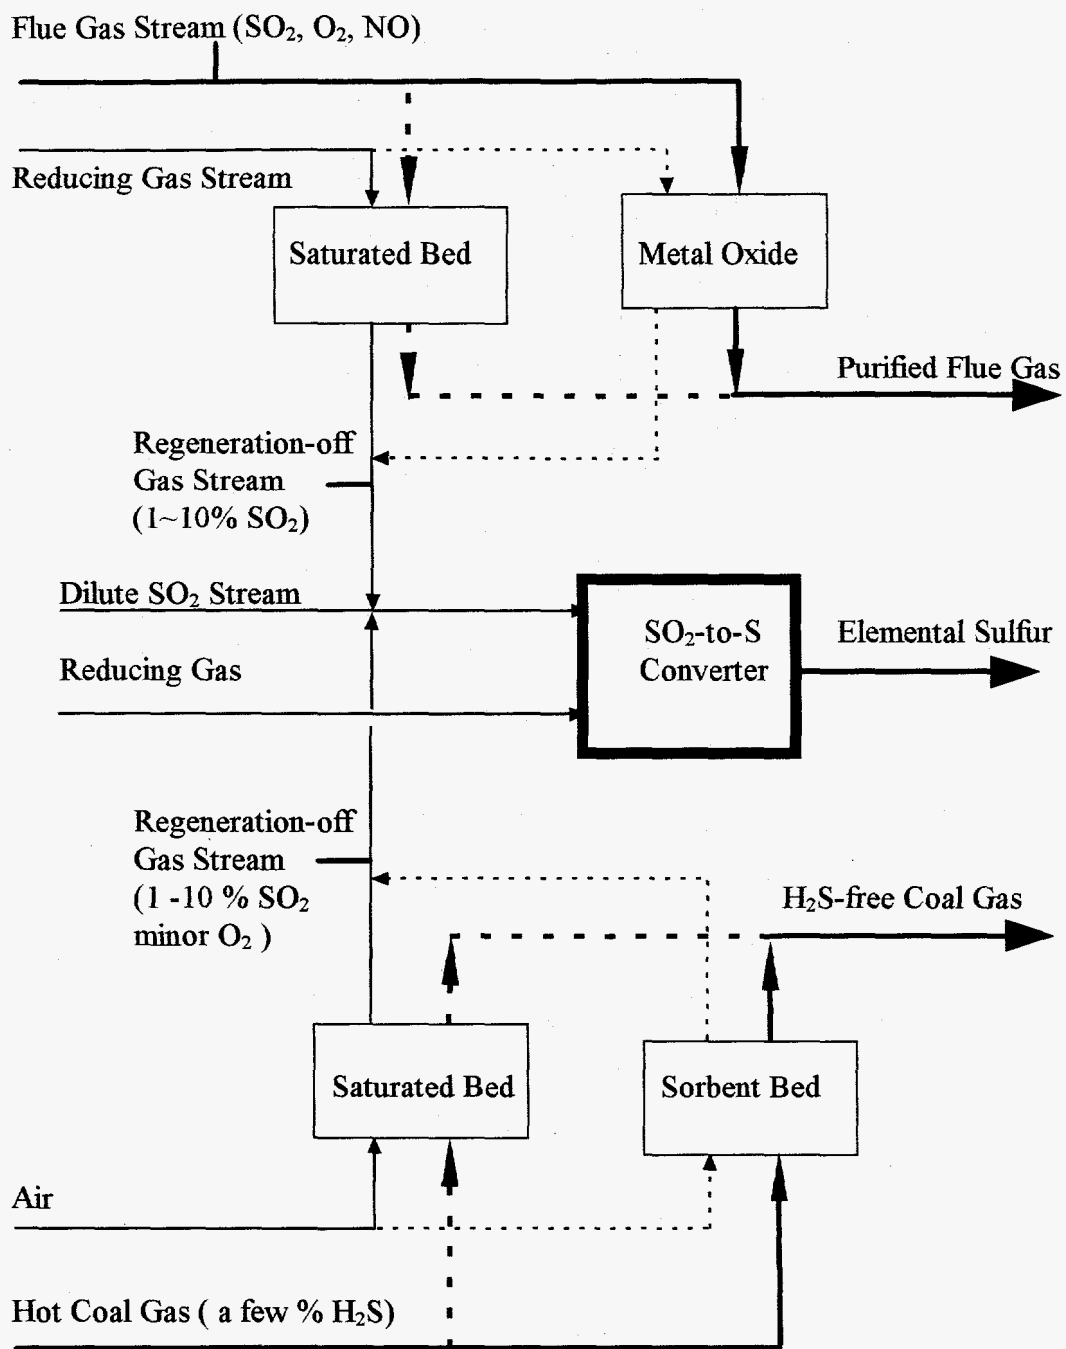 Flue Gas Stream (SO₂, O₂, NO)
Reducing Gas Stream
Saturated Bed
Metal Oxide
Purified Flue Gas
Regeneration-off
Gas Stream
(1~10% SO₂)
Dilute SO₂ Stream
SO₂-to-S
Converter
Elemental Sulfur
Reducing Gas
Regeneration-off
Gas Stream
(1 -10 % SO₂
minor O₂ )
H₂S-free Coal Gas
Saturated Bed
Sorbent Bed
Air
Hot Coal Gas ( a few % H₂S)